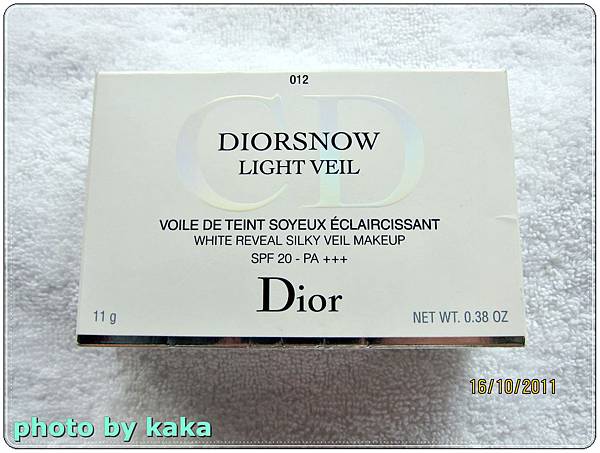 012
CD
DIORSNOW
LIGHT VEIL
VOILE DE TEINT SOYEUX ÉCLAIRCISSANT
WHITE REVEAL SILKY VEIL MAKEUP
SPF 20 - PA +++
Dior
11 g
NET WT. 0.38 OZ
16/10/2011
photo by kaka